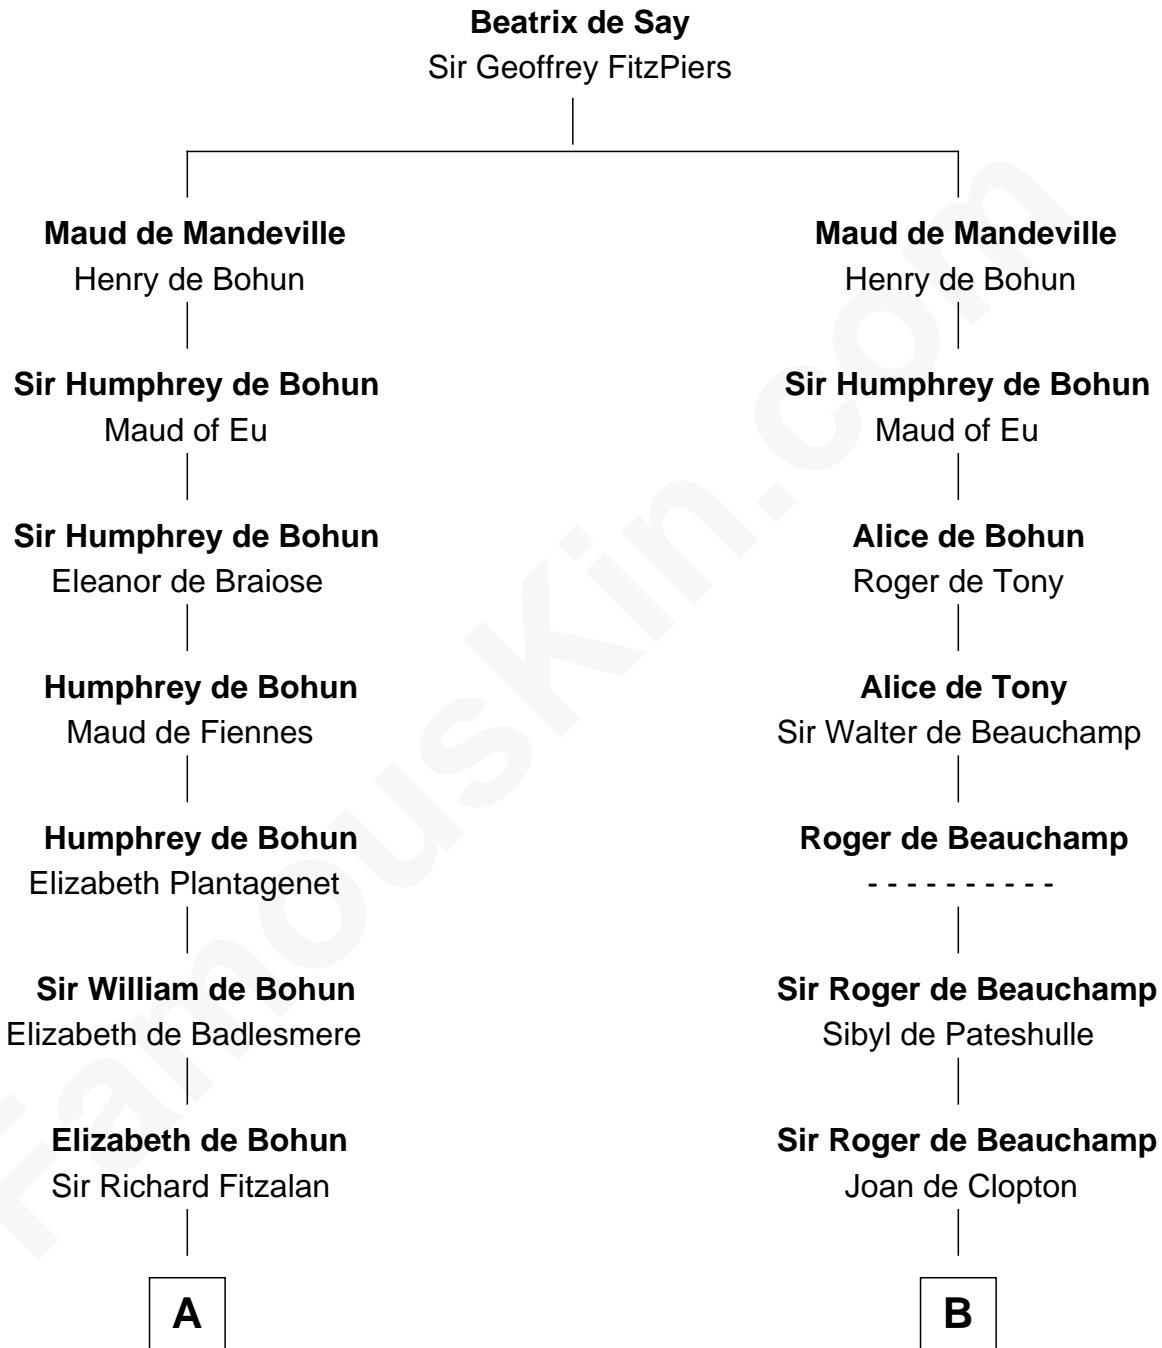 Beatrix de Say
Sir Geoffrey FitzPiers
Maud de Mandeville
Henry de Bohun
Sir Humphrey de Bohun
Maud of Eu
Sir Humphrey de Bohun
Eleanor de Braiose
Humphrey de Bohun
Maud de Fiennes
Humphrey de Bohun
Elizabeth Plantagenet
Sir William de Bohun
Elizabeth de Badlesmere
Elizabeth de Bohun
Sir Richard Fitzalan
A
Maud de Mandeville
Henry de Bohun
Sir Humphrey de Bohun
Maud of Eu
Alice de Bohun
Roger de Tony
Alice de Tony
Sir Walter de Beauchamp
Roger de Beauchamp
- - - - - - - - - -
Sir Roger de Beauchamp
Sibyl de Pateshulle
Sir Roger de Beauchamp
Joan de Clopton
B
FamousKin.com